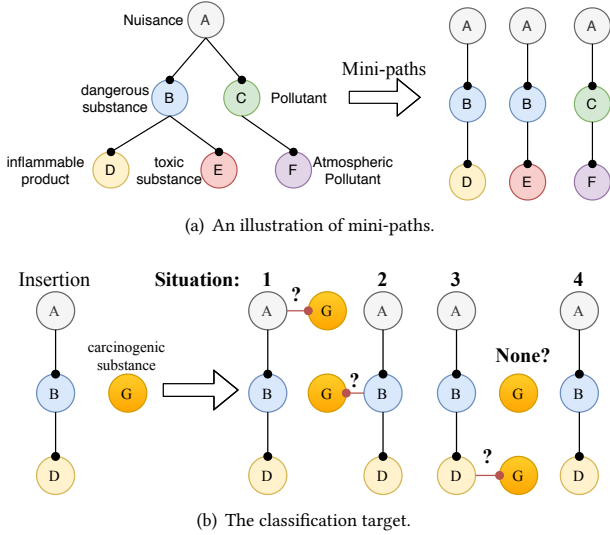 Nuisance
A
dangerous
substance
B
C
Pollutant
inflammable
product
D
toxic
substance
E
F
Atmospheric
Pollutant
Mini-paths
A
A
A
B
B
C
D
E
F
(a) An illustration of mini-paths.
Insertion
Situation:
1
2
3
4
A
B
D
carcinogenic
substance
G
A
?
G
B
D
A
G
?
B
D
A
B
D
?
G
None?
G
A
B
D
(b) The classification target.